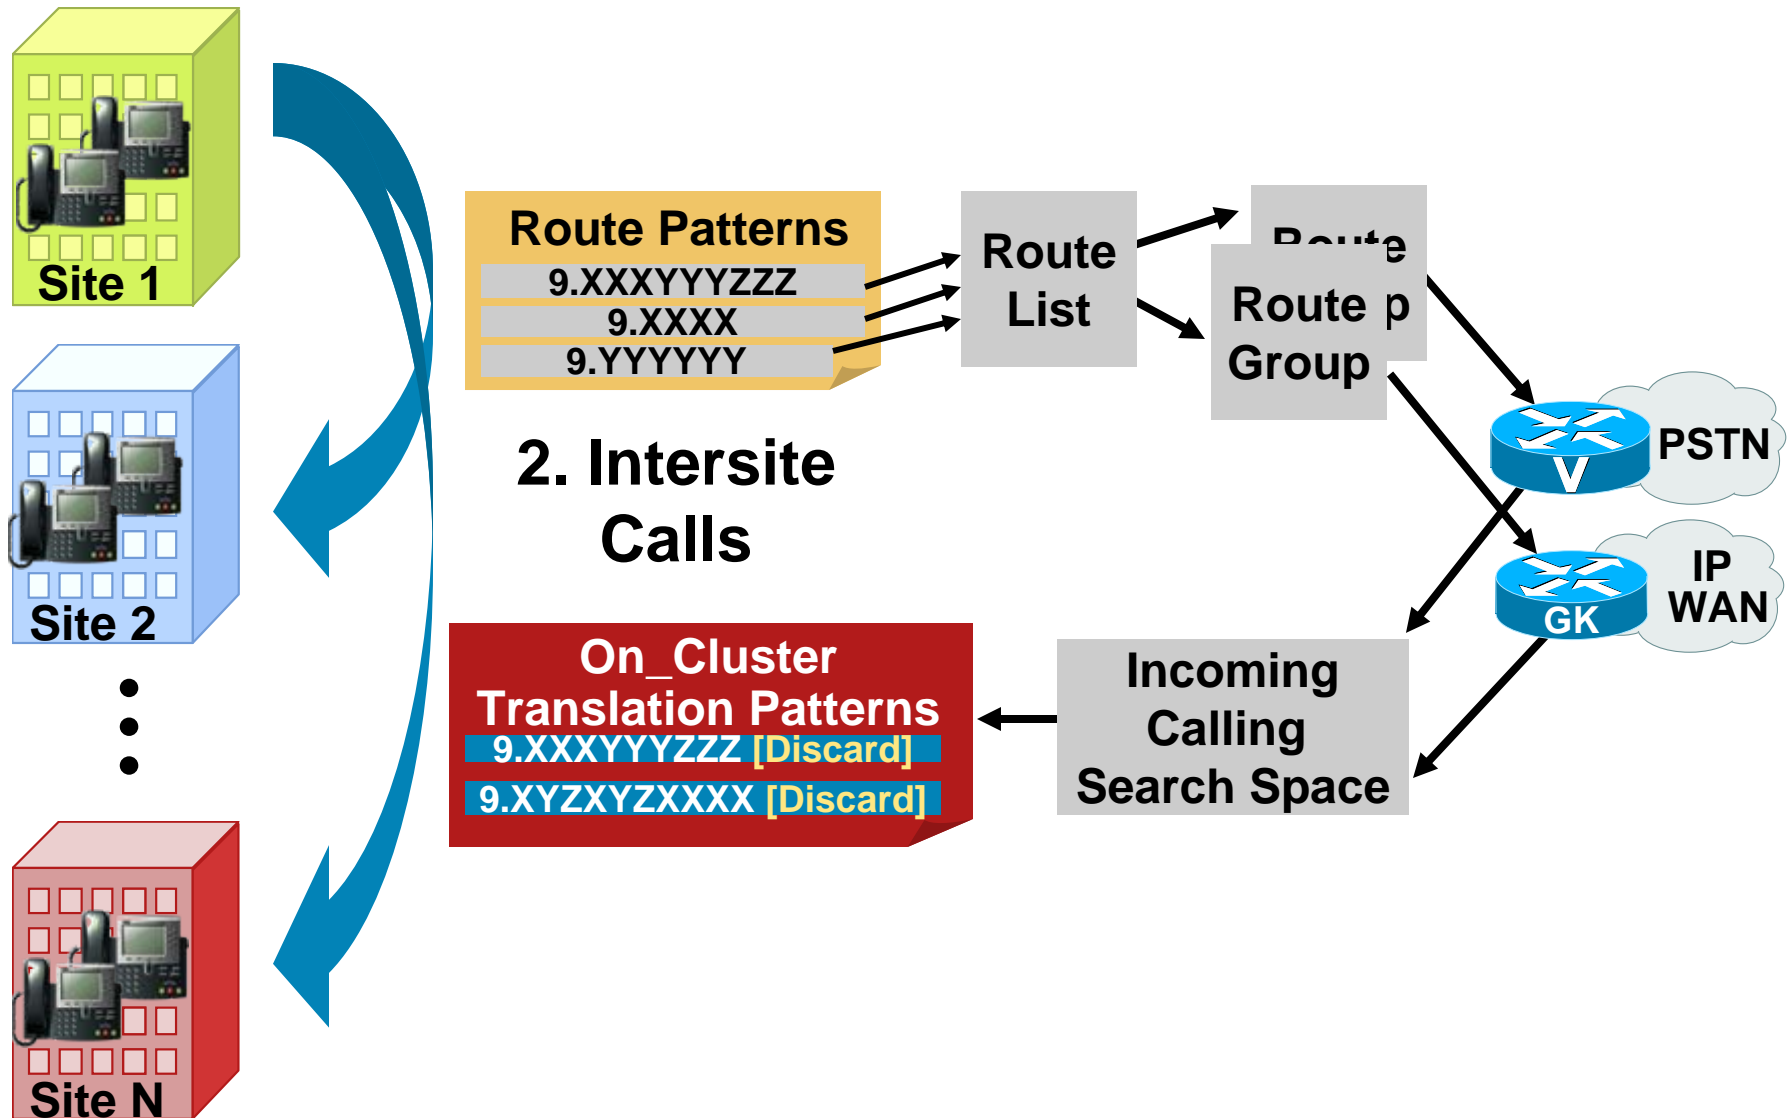 Site 1
Site 2
Site N
Route Patterns
9.XXXYYYZZZ
9.XXXX
9.YYYYYY
Route
List
Route
p
Route
Group
2. Intersite
Calls
V
PSTN
GK
IP
WAN
On_Cluster
Translation Patterns
9.XXXYYYZZZ [Discard]
9.XYZXYZXXXX [Discard]
Incoming
Calling
Search Space